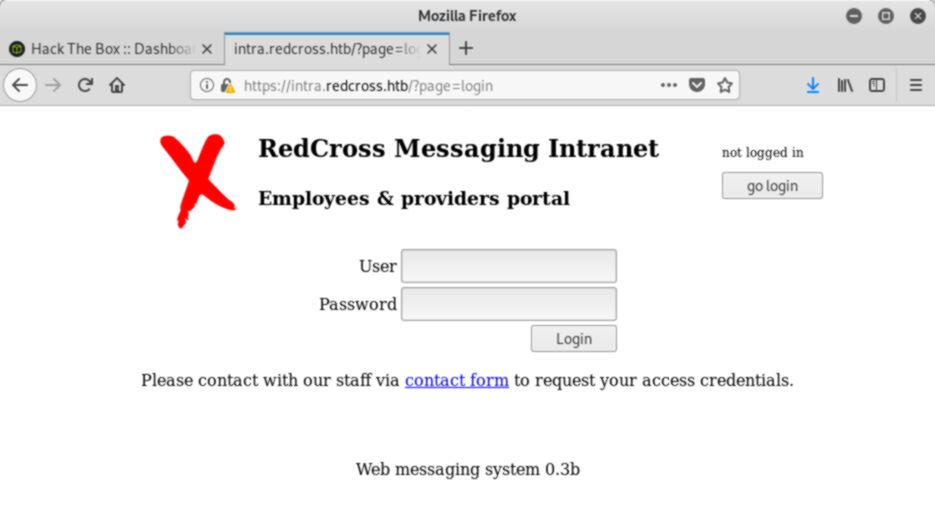 Mozilla Firefox
Hack The Box :: Dashboa
intra.redcross.htb/?page=lo
https://intra.redcross.htb/?page=login
RedCross Messaging Intranet
not logged in
go login
Employees & providers portal
User
Password
Login
Please contact with our staff via contact form to request your access credentials.
Web messaging system 0.3b